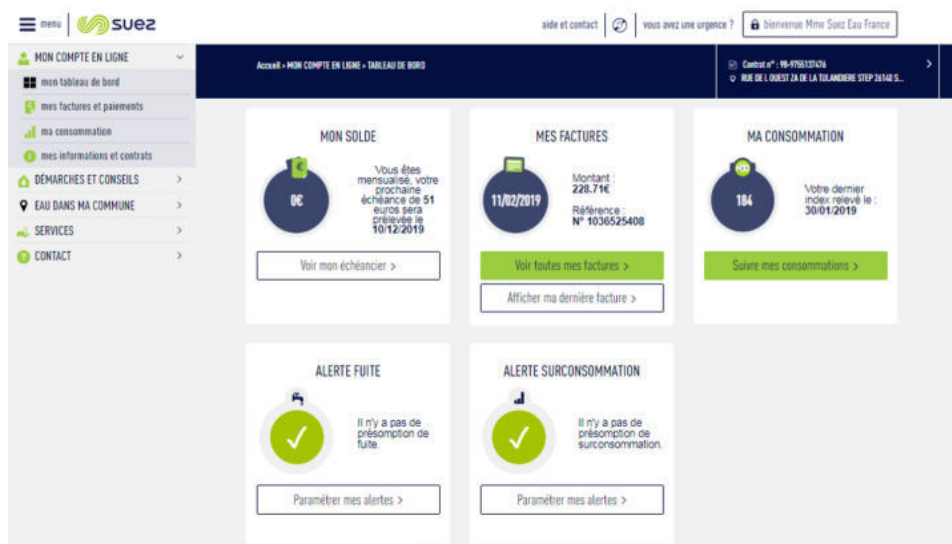 menu
suez
aide et contact
vous avez une urgence ?
bienvenue Mme Suez Eau France
MON COMPTE EN LIGNE
mon tableau de bord
mes factures et paiements
ma consommation
mes informations et contrats
DÉMARCHES ET CONSEILS
EAU DANS MA COMMUNE
SERVICES
CONTACT
Accueil > MON COMPTE EN LIGNE > TABLEAU DE BORD
Contrat n° : 98-9755137476
RUE DE L OUEST ZA DE LA TULANDIERE STEP 26140 S...
MON SOLDE
0€
Vous êtes
mensualisé, votre
prochaine
échéance de 51
euros sera
prélevée le
10/12/2019
Voir mon échéancier >
MES FACTURES
11/02/2019
Montant :
228.71€
Référence :
N° 1036525408
Voir toutes mes factures >
Afficher ma dernière facture >
MA CONSOMMATION
184
Votre dernier
index relevé le :
30/01/2019
Suivre mes consommations >
ALERTE FUITE
Il n'y a pas de
présomption de
fuite.
Paramétrer mes alertes >
ALERTE SURCONSOMMATION
Il n'y a pas de
présomption de
surconsommation.
Paramétrer mes alertes >